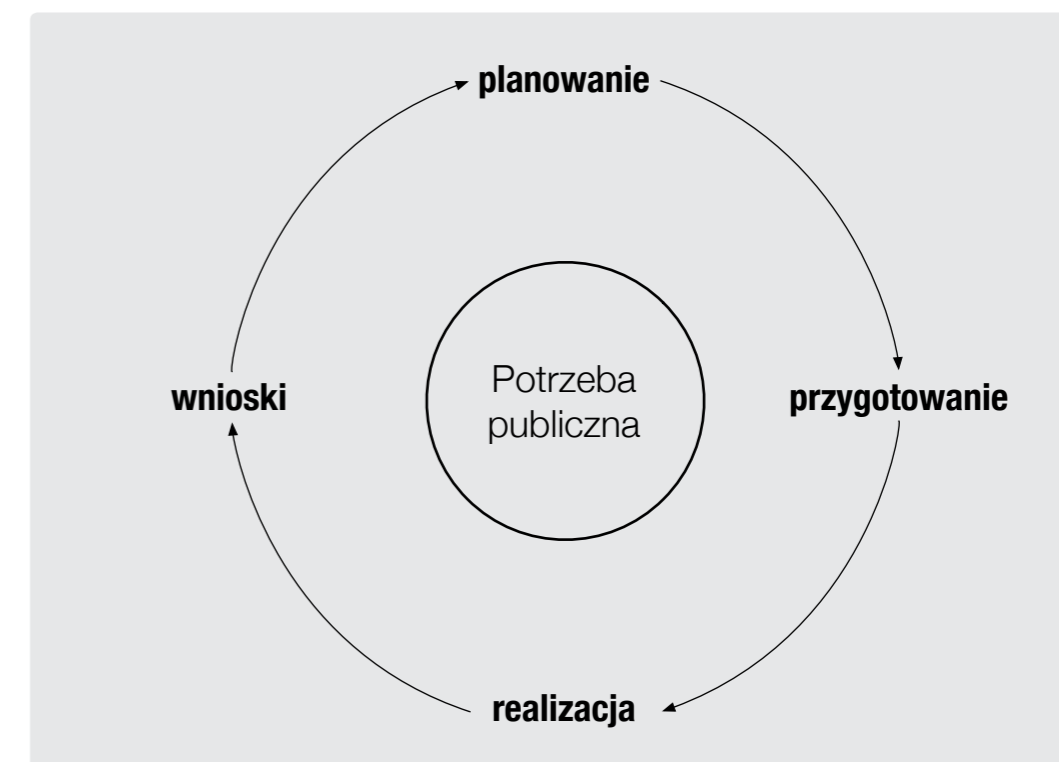 planowanie
wnioski
Potrzeba
publiczna
przygotowanie
realizacja